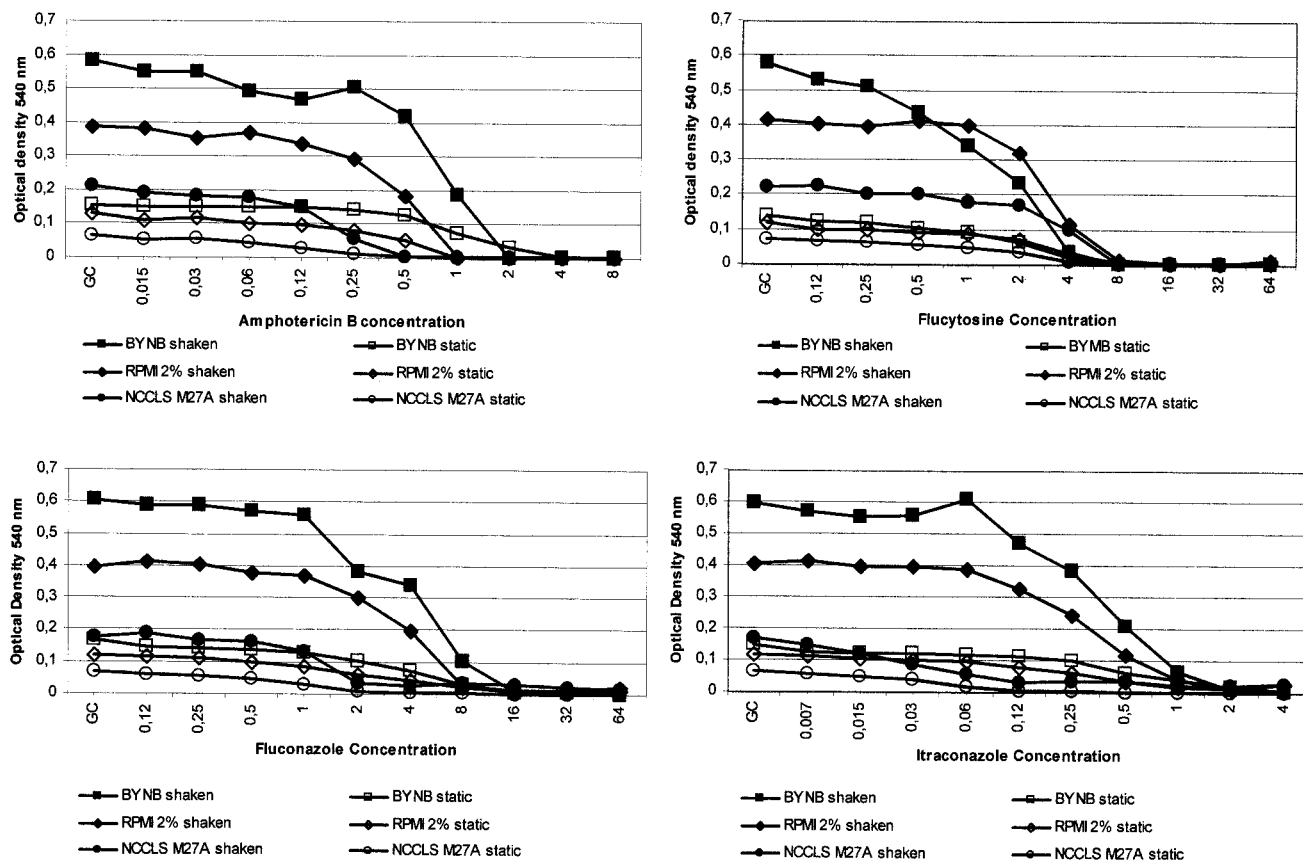 0,7
0,6
0,5
0,4
0,3
0,2
0,1
0
Optical density 540 nm
GC
0,015
0,03
0,06
0,12
0,25
0,5
1
2
4
8
Amphotericin B concentration
BYNB shaken
BYNB static
RPMI 2% shaken
RPMI 2% static
NCCLS M27A shaken
NCCLS M27A static
0,7
0,6
0,5
0,4
0,3
0,2
0,1
0
Optical density 540 nm
GC
0,12
0,25
0,5
1
2
4
8
16
32
64
Flucytosine Concentration
BYNB shaken
BYMB static
RPMI 2% shaken
RPMI 2% static
NCCLS M27A shaken
NCCLS M27A static
0,7
0,6
0,5
0,4
0,3
0,2
0,1
0
Optical Density 540 nm
GC
0,12
0,25
0,5
1
2
4
8
16
32
64
Fluconazole Concentration
BYNB shaken
BYNB static
RPMI 2% shaken
RPMI 2% static
NCCLS M27A shaken
NCCLS M27A static
0,7
0,6
0,5
0,4
0,3
0,2
0,1
0
Optical Density 540 nm
GC
0,007
0,015
0,03
0,06
0,12
0,25
0,5
1
2
4
Itraconazole Concentration
BYNB shaken
BYNB static
RPMI 2% shaken
RPMI 2% static
NCCLS M27A shaken
NCCLS M27A static